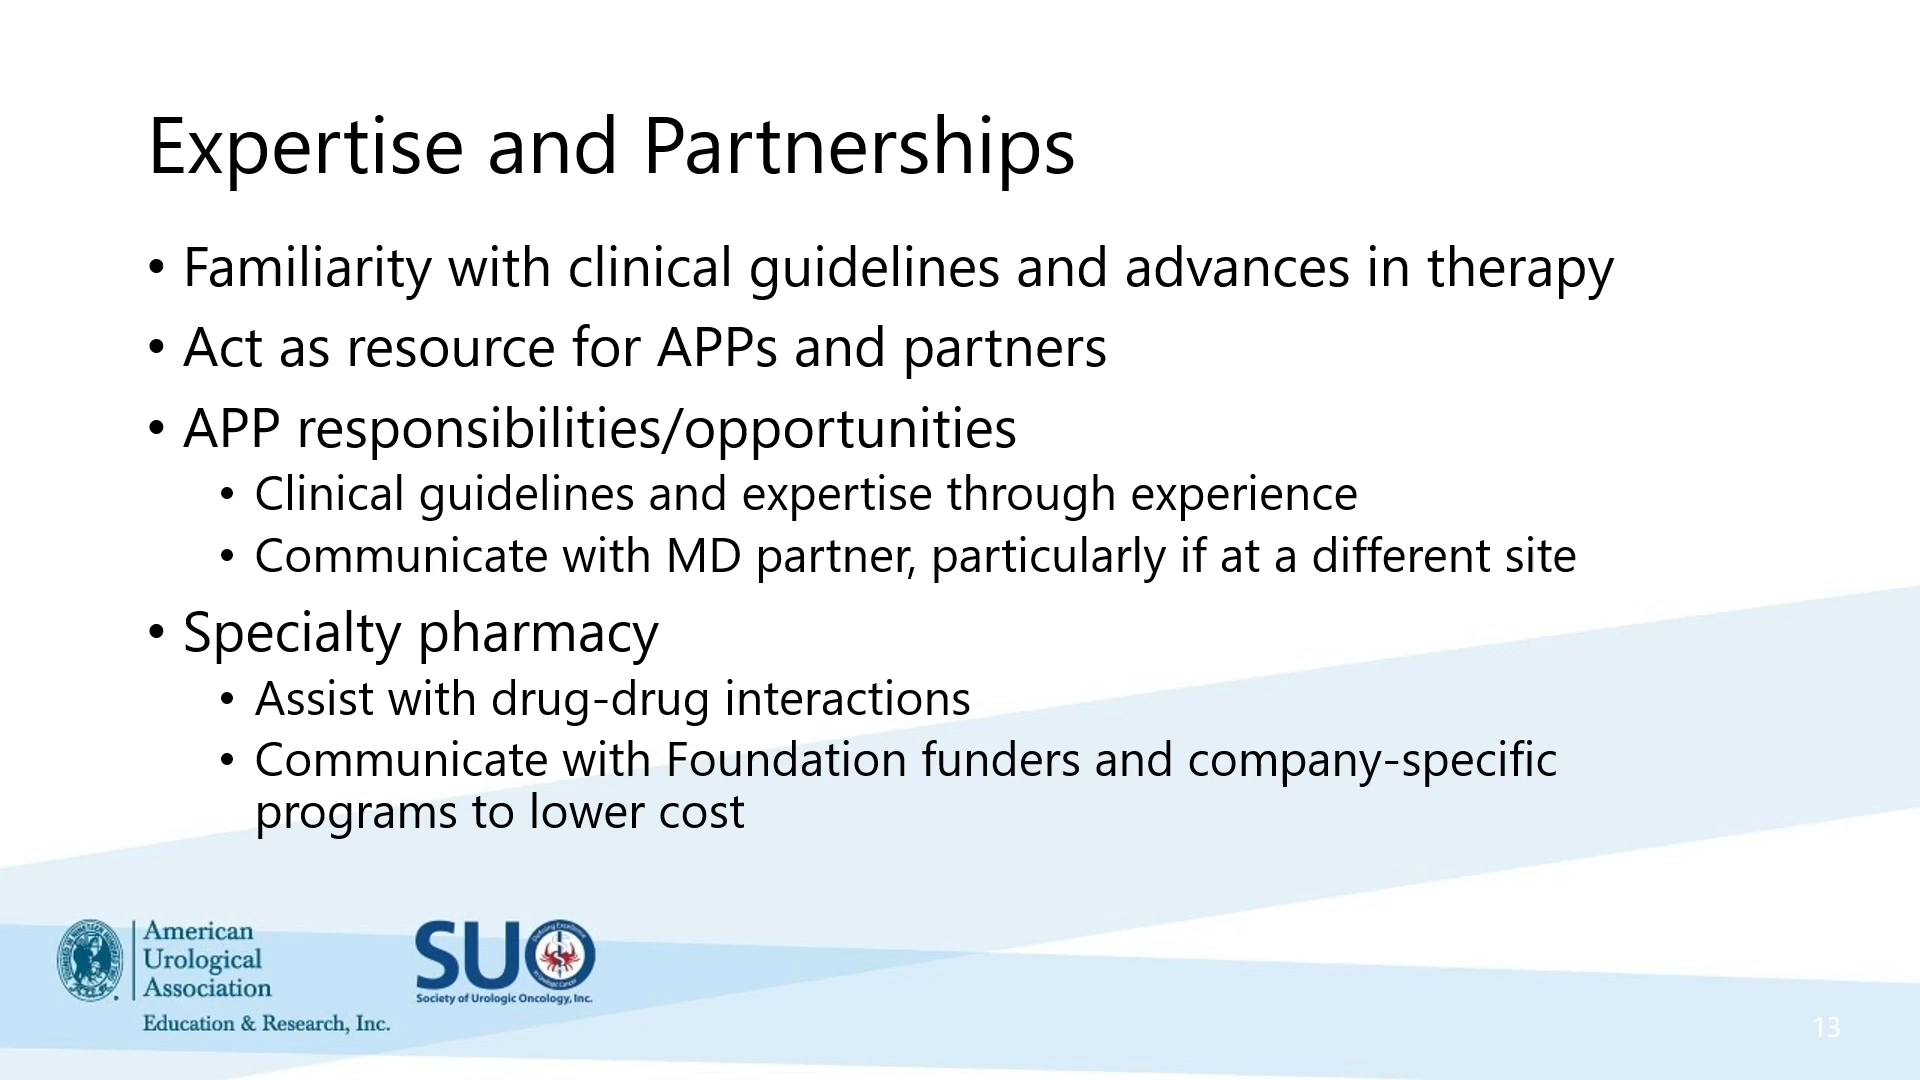 Expertise and Partnerships
• Familiarity with clinical guidelines and advances in therapy
• Act as resource for APPs and partners
• APP responsibilities/opportunities
• Clinical guidelines and expertise through experience
• Communicate with MD partner, particularly if at a different site
• Specialty pharmacy
• Assist with drug-drug interactions
• Communicate with Foundation funders and company-specific
programs to lower cost
American
Urological
Association
Education & Research, Inc.
SUO
Society of Urologic Oncology, Inc.
13